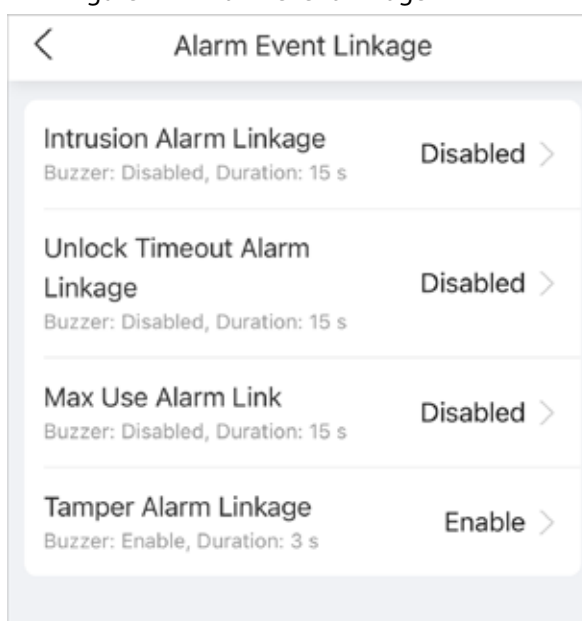 Alarm Event Linkage
Intrusion Alarm Linkage
Disabled
Buzzer: Disabled, Duration: 15 s
Unlock Timeout Alarm
Linkage
Disabled
Buzzer: Disabled, Duration: 15 s
Max Use Alarm Link
Disabled
Buzzer: Disabled, Duration: 15 s
Tamper Alarm Linkage
Enable
Buzzer: Enable, Duration: 3 s